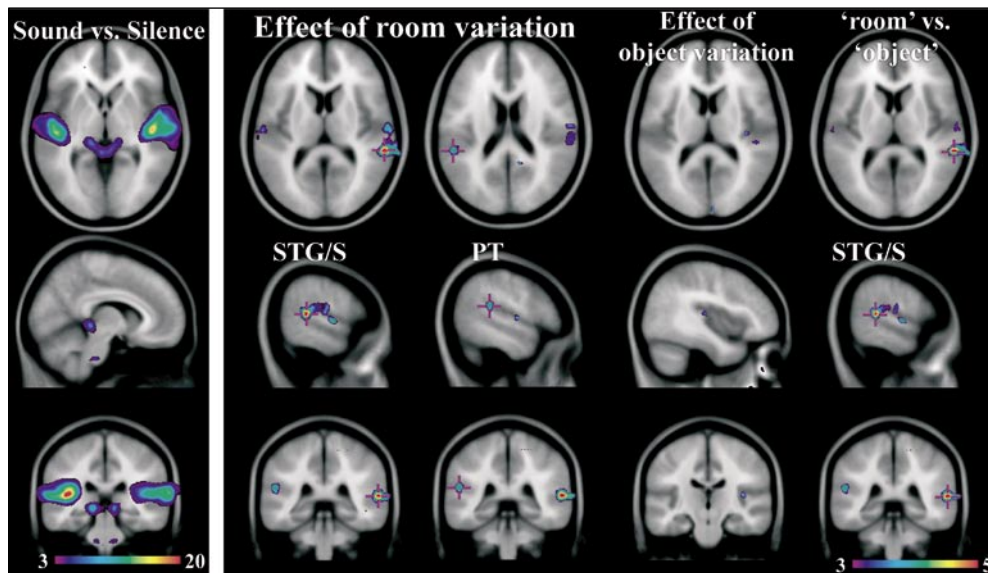 Sound vs. Silence
Effect of room variation
Effect of
object variation
‘room’ vs.
‘object’
STG/S
PT
STG/S
3
20
3
5